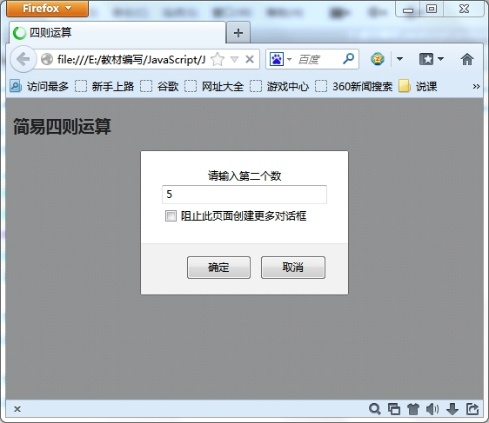 Firefox
四则运算
file:///E:/教材编写/JavaScript/J
百度
访问最多
新手上路
谷歌
网址大全
游戏中心
360新闻搜索
说课
简易四则运算
请输入第二个数
5
阻止此页面创建更多对话框
确定
取消